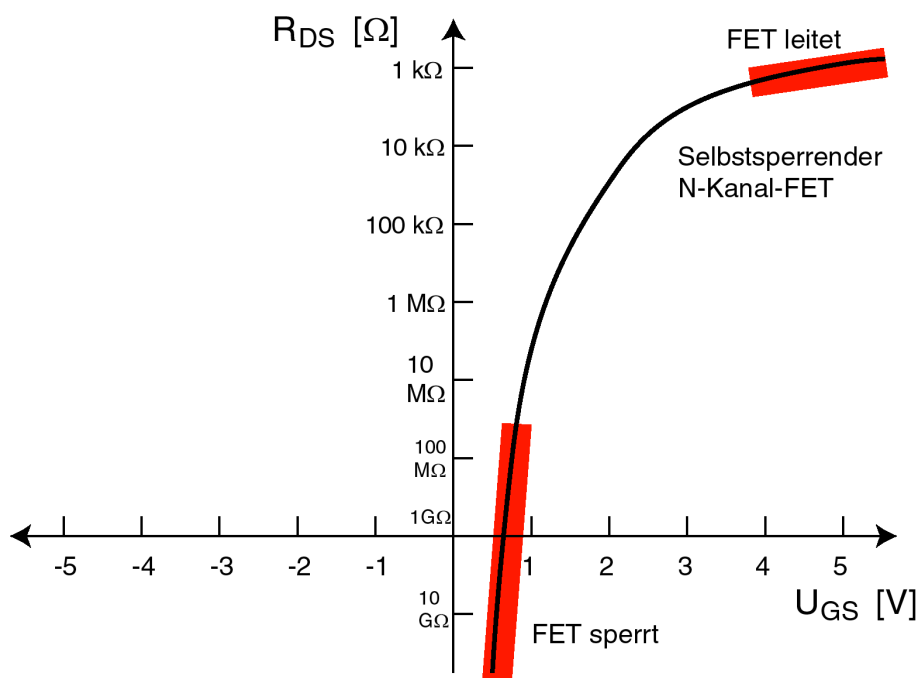 R_DS [Ω]
FET leitet
1 kΩ
10 kΩ
Selbstsperrender
N-Kanal-FET
100 kΩ
1 MΩ
10
MΩ
100
MΩ
1GΩ
-5 -4 -3 -2 -1 1 2 3 4 5
U_GS [V]
10
GΩ
FET sperrt